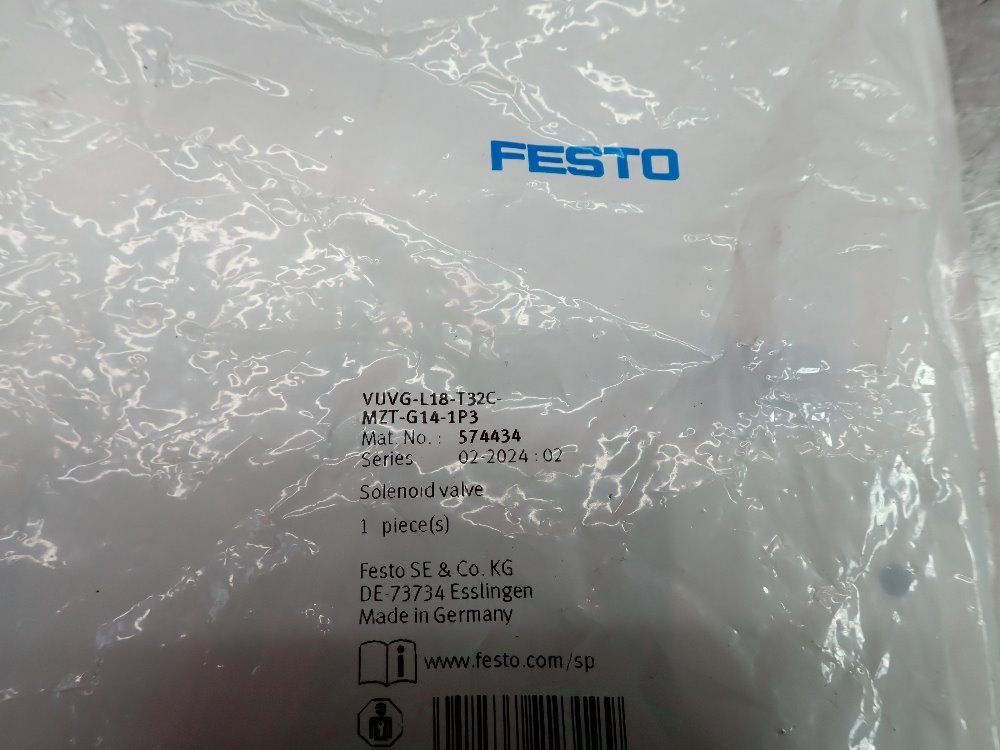 FESTO
VUVG-L18-T32C-
MZT-G14-1P3
Mat. No. : 574434
Series 02-2024 : 02
Solenoid valve
1 piece(s)
Festo SE & Co. KG
DE-73734 Esslingen
Made in Germany
i www.festo.com/sp